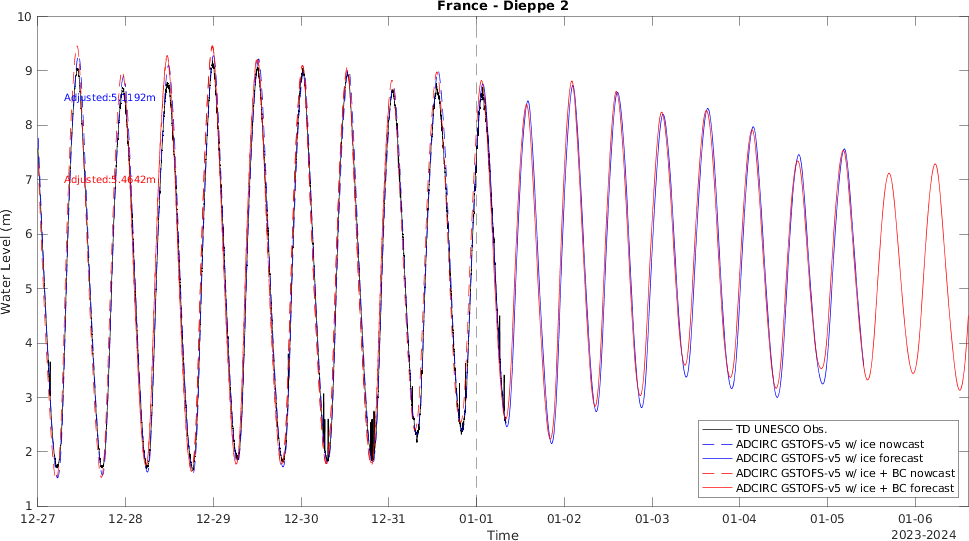 France - Dieppe 2
Water Level (m)
10
9
8
7
6
5
4
3
2
1
Adjusted:5.1192m
Adjusted:5.4642m
TD UNESCO Obs.
ADCIRC GSTOFS-v5 w/ ice nowcast
ADCIRC GSTOFS-v5 w/ ice forecast
ADCIRC GSTOFS-v5 w/ ice + BC nowcast
ADCIRC GSTOFS-v5 w/ ice + BC forecast
12-27 12-28 12-29 12-30 12-31 01-01 01-02 01-03 01-04 01-05 01-06
Time
2023-2024